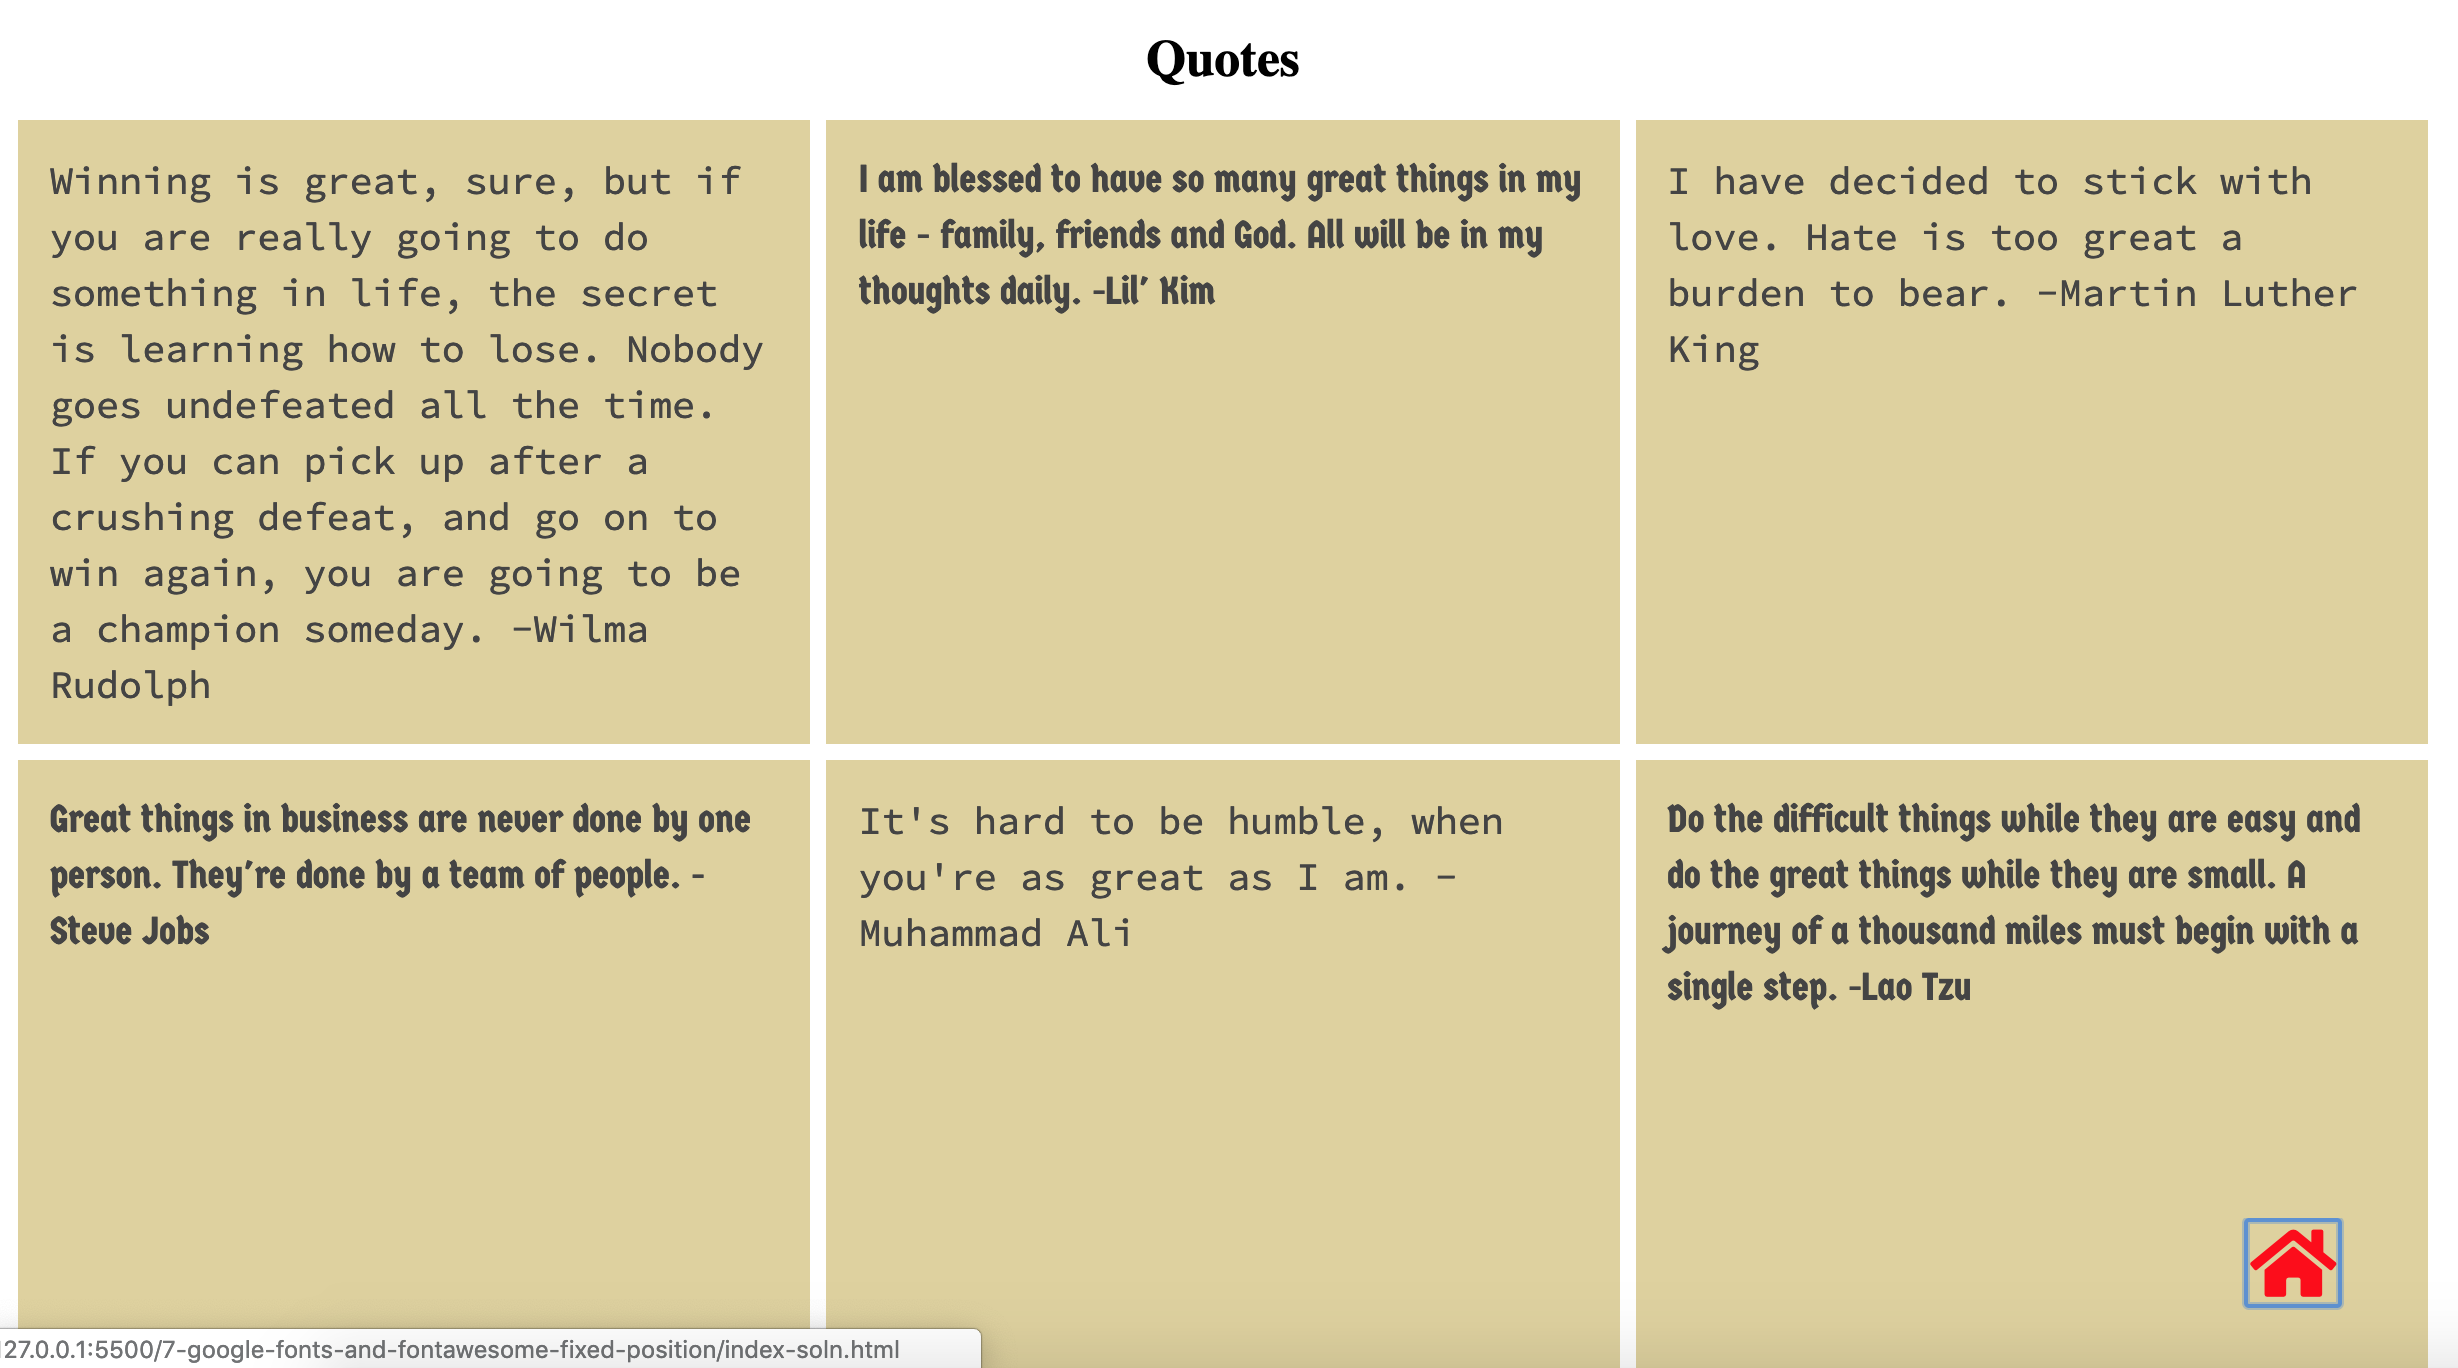 Quotes
Winning is great, sure, but if
you are really going to do
something in life, the secret
is learning how to lose. Nobody
goes undefeated all the time.
If you can pick up after a
crushing defeat, and go on to
win again, you are going to be
a champion someday. -Wilma
Rudolph
I am blessed to have so many great things in my
life - family, friends and God. All will be in my
thoughts daily. -Lil' Kim
I have decided to stick with
love. Hate is too great a
burden to bear. -Martin Luther
King
Great things in business are never done by one
person. They're done by a team of people. -
Steve Jobs
It's hard to be humble, when
you're as great as I am. -
Muhammad Ali
Do the difficult things while they are easy and
do the great things while they are small. A
journey of a thousand miles must begin with a
single step. -Lao Tzu
27.0.0.1:5500/7-google-fonts-and-fontawesome-fixed-position/index-soln.html